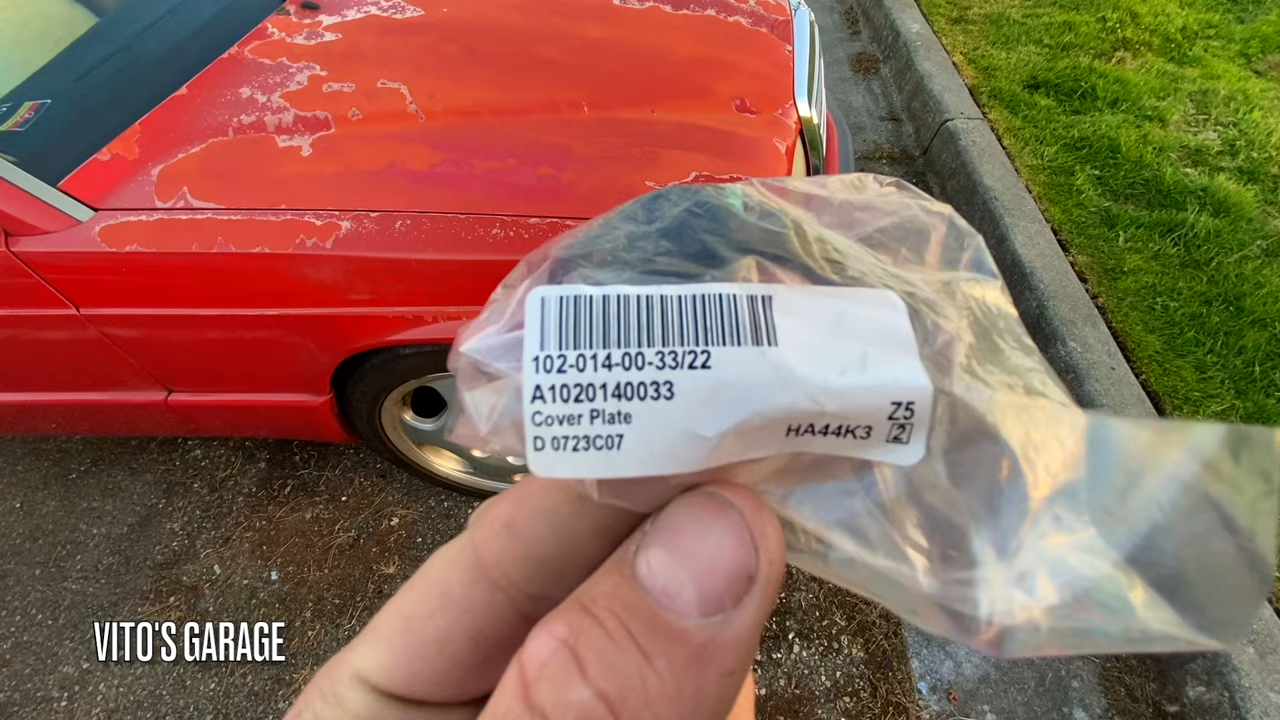 102-014-00-33/22
A1020140033
Cover Plate
D 0723C07
HA44K3
Z5
2
VITO'S GARAGE